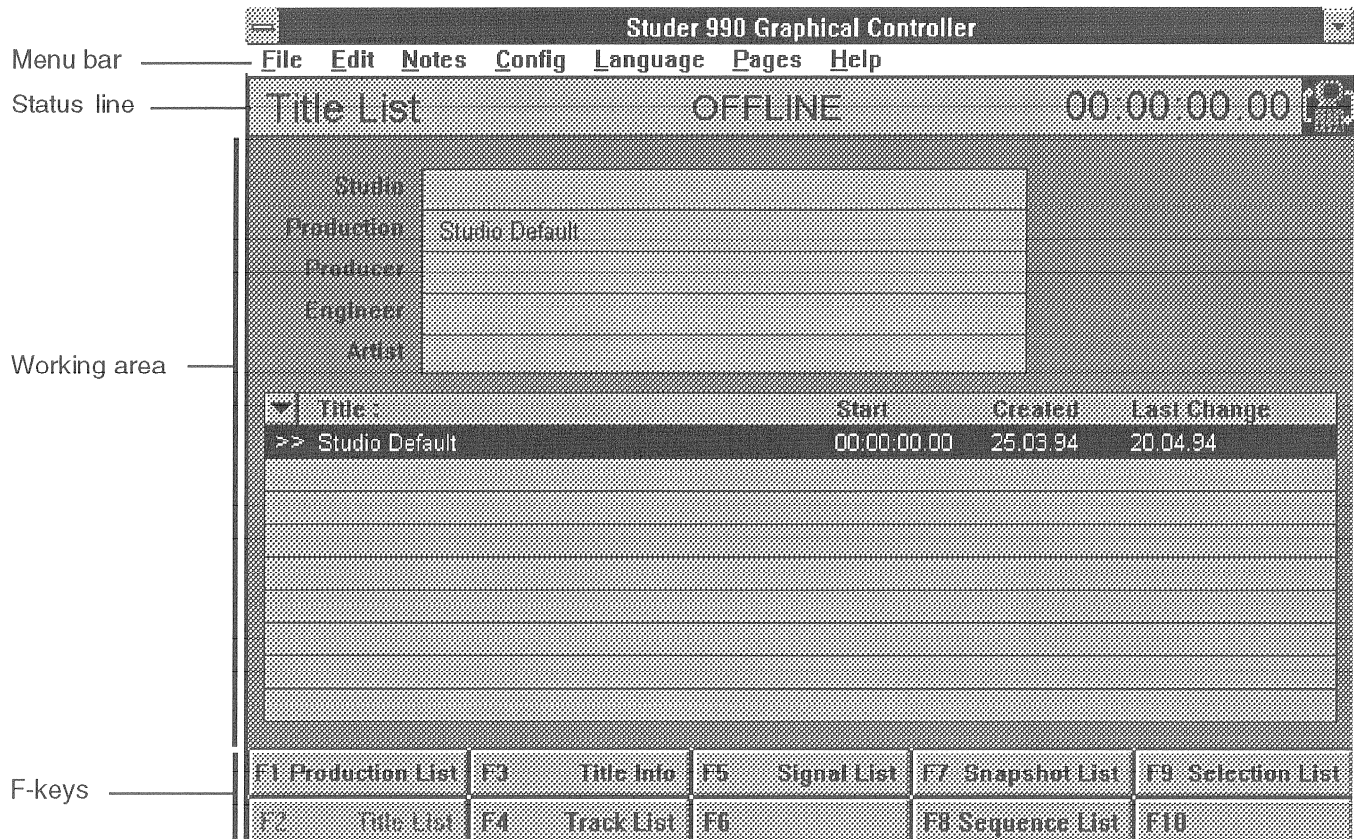 Studer 990 Graphical Controller
Menu bar
File Edit Notes Config Language Pages Help
Status line
Title List OFFLINE 00:00:00.00
Studio
Production Studio Default
Producer
Engineer
Artist
Working area
Title : Start Created Last Change
>> Studio Default 00:00:00.00 25.03.94 20.04.94
F-keys
F1 Production List F3 Title Info F5 Signal List F7 Snapshot List F9 Selection List
F2 Title List F4 Track List F6 F8 Sequence List F10